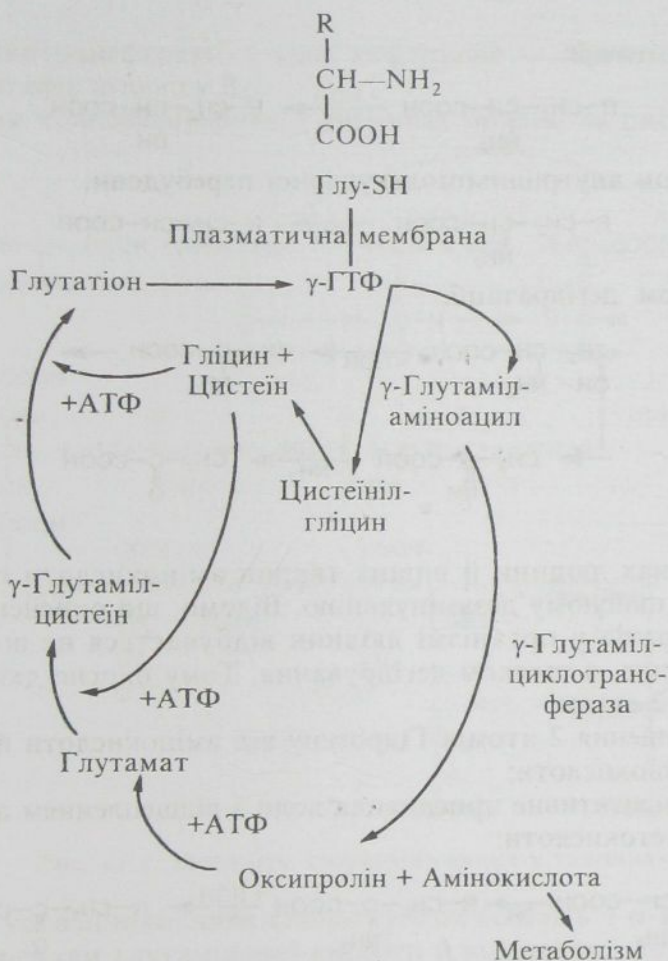 R
CH—NH₂
COOH
Глу-SH
Плазматична мембрана
Глутатіон
γ-ГТФ
Гліцин +
Цистеїн
+АТФ
γ-Глутаміл-
аміноацил
Цистеїніл-
гліцин
γ-Глутаміл-
цистеїн
+АТФ
γ-Глутаміл-
циклотранс-
фераза
Глутамат
+АТФ
Оксипролін + Амінокислота
Метаболізм